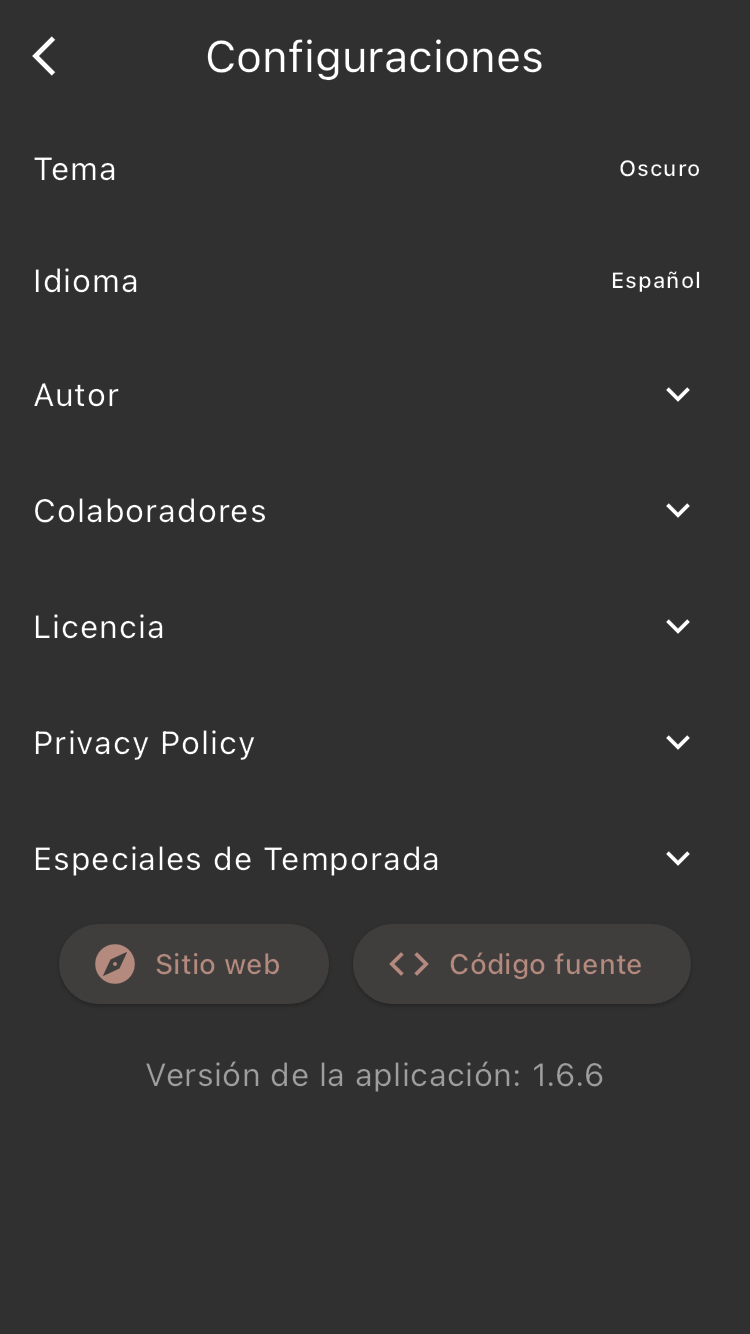 Configuraciones
Tema Oscuro
Idioma Español
Autor
Colaboradores
Licencia
Privacy Policy
Especiales de Temporada
Sitio web Código fuente
Versión de la aplicación: 1.6.6